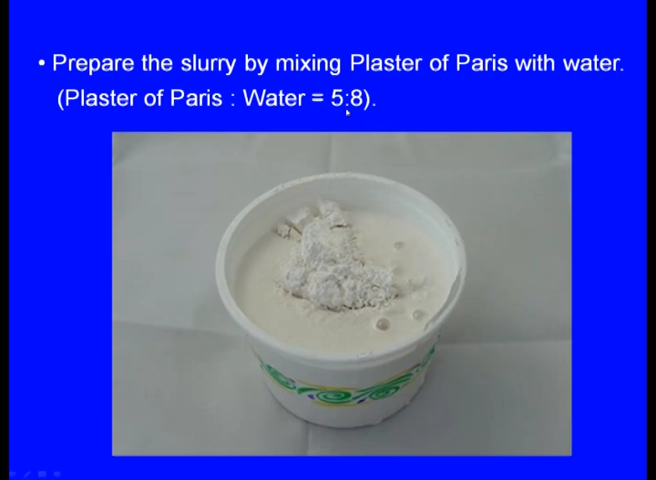 • Prepare the slurry by mixing Plaster of Paris with water.
(Plaster of Paris : Water = 5:8).